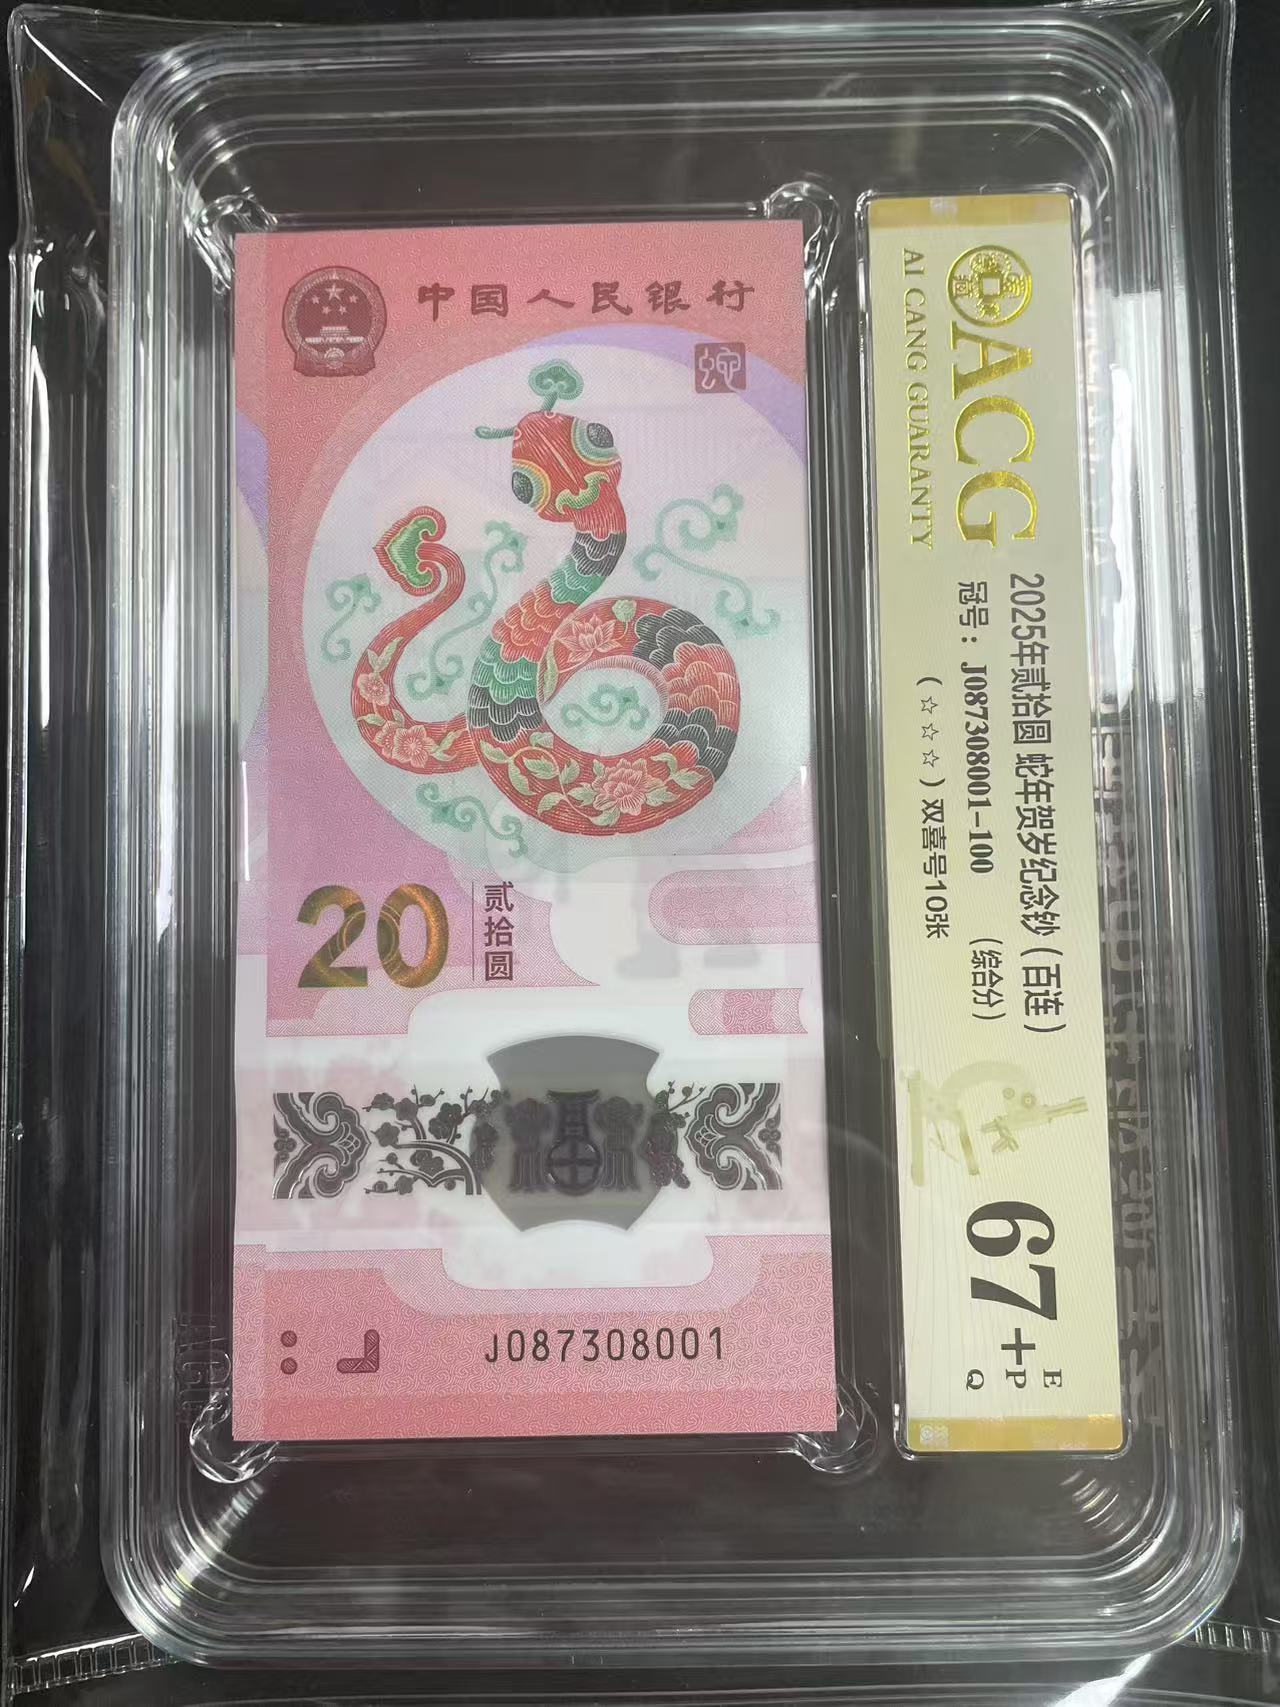 中国人民银行
蛇
20
贰拾圆
J087308001
ACG
AI CANG GUARANTY
2025年贰拾圆 蛇年贺岁纪念钞（百连）
冠号：J087308001-100 （综合分）
（☆☆☆）双喜号10张
67+
E
P
Q